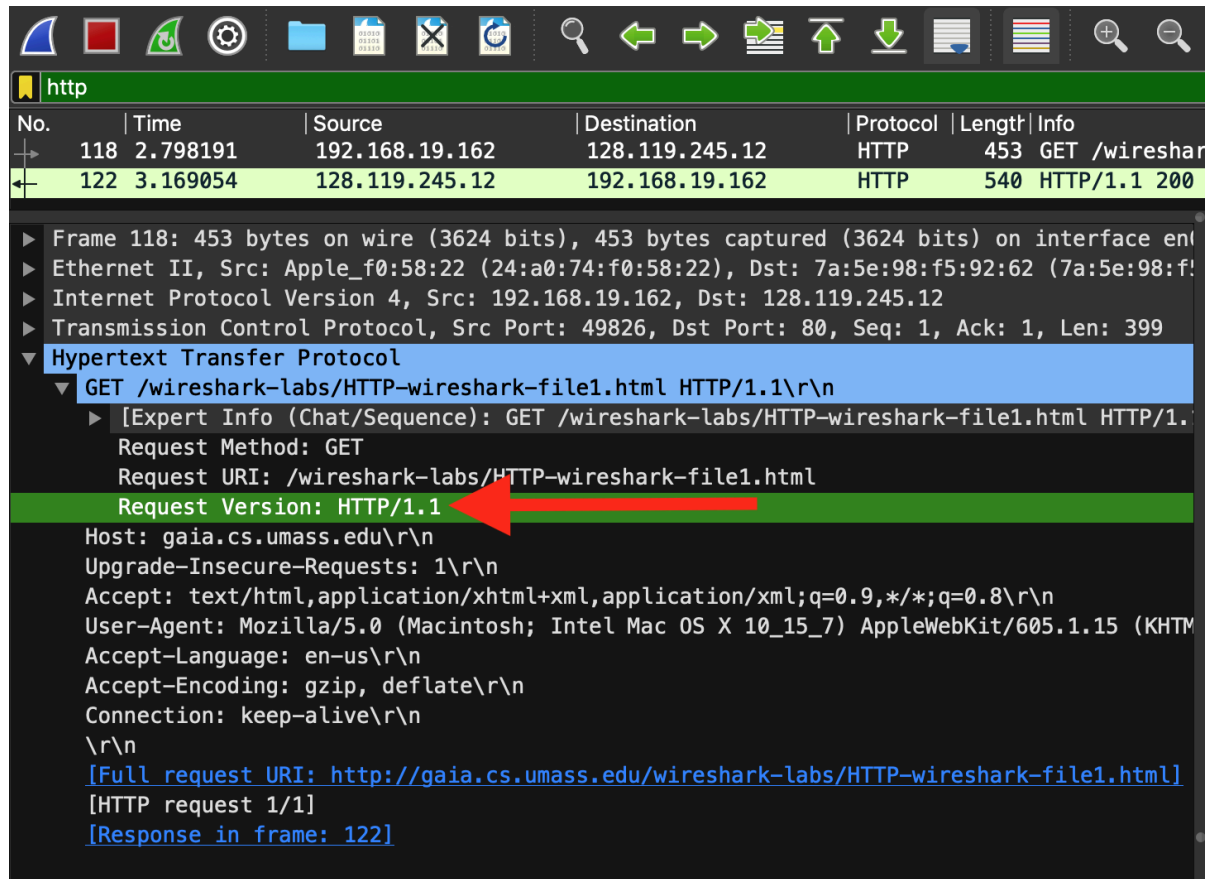 http
No. Time Source Destination Protocol Length Info
118 2.798191 192.168.19.162 128.119.245.12 HTTP 453 GET /wireshar
122 3.169054 128.119.245.12 192.168.19.162 HTTP 540 HTTP/1.1 200
Frame 118: 453 bytes on wire (3624 bits), 453 bytes captured (3624 bits) on interface en
Ethernet II, Src: Apple_f0:58:22 (24:a0:74:f0:58:22), Dst: 7a:5e:98:f5:92:62 (7a:5e:98:f5
Internet Protocol Version 4, Src: 192.168.19.162, Dst: 128.119.245.12
Transmission Control Protocol, Src Port: 49826, Dst Port: 80, Seq: 1, Ack: 1, Len: 399
Hypertext Transfer Protocol
GET /wireshark-labs/HTTP-wireshark-file1.html HTTP/1.1\r\n
[Expert Info (Chat/Sequence): GET /wireshark-labs/HTTP-wireshark-file1.html HTTP/1.
Request Method: GET
Request URI: /wireshark-labs/HTTP-wireshark-file1.html
Request Version: HTTP/1.1
Host: gaia.cs.umass.edu\r\n
Upgrade-Insecure-Requests: 1\r\n
Accept: text/html,application/xhtml+xml,application/xml;q=0.9,*/*;q=0.8\r\n
User-Agent: Mozilla/5.0 (Macintosh; Intel Mac OS X 10_15_7) AppleWebKit/605.1.15 (KHTM
Accept-Language: en-us\r\n
Accept-Encoding: gzip, deflate\r\n
Connection: keep-alive\r\n
\r\n
[Full request URI: http://gaia.cs.umass.edu/wireshark-labs/HTTP-wireshark-file1.html]
[HTTP request 1/1]
[Response in frame: 122]